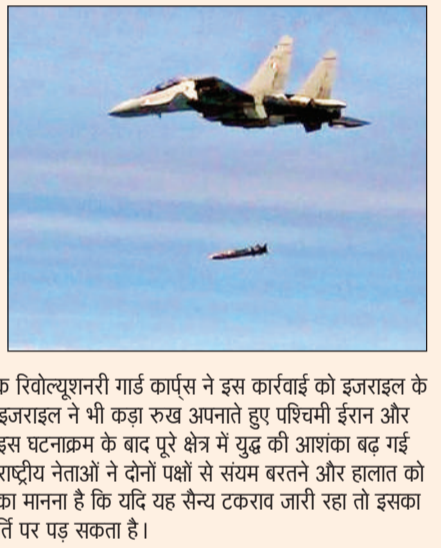 क रिवोल्यूशनरी गार्ड कार्प्स ने इस कार्रवाई को इजराइल के
इजराइल ने भी कड़ा रुख अपनाते हुए पश्चिमी ईरान और
इस घटनाक्रम के बाद पूरे क्षेत्र में युद्ध की आशंका बढ़ गई
राष्ट्रीय नेताओं ने दोनों पक्षों से संयम बरतने और हालात को
का मानना है कि यदि यह सैन्य टकराव जारी रहा तो इसका
र्ति पर पड़ सकता है।